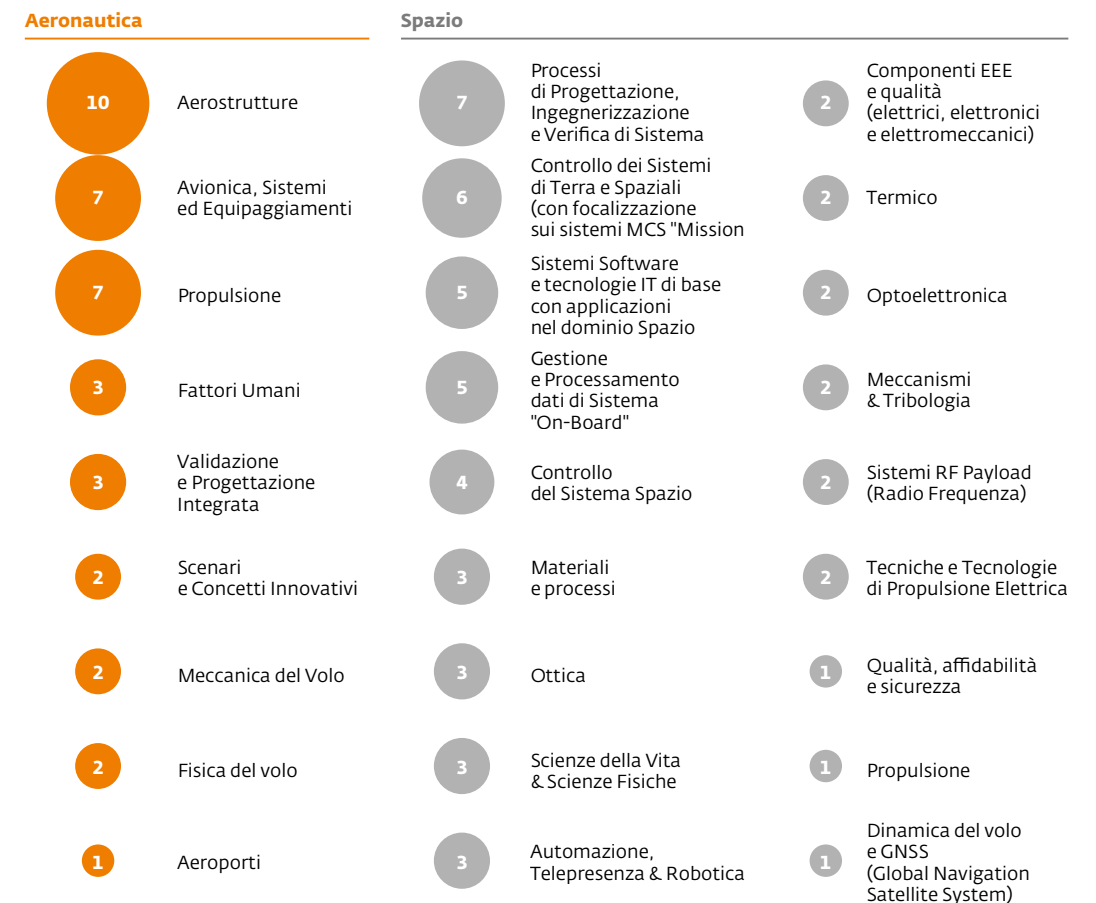 Aeronautica
10
Aerostrutture
7
Avionica, Sistemi
ed Equipaggiamenti
7
Propulsione
3
Fattori Umani
3
Validazione
e Progettazione
Integrata
2
Scenari
e Concetti Innovativi
2
Meccanica del Volo
2
Fisica del volo
1
Aeroporti
Spazio
7
Processi
di Progettazione,
Ingegnerizzazione
e Verifica di Sistema
6
Controllo dei Sistemi
di Terra e Spaziali
(con focalizzazione
sui sistemi MCS "Mission
5
Sistemi Software
e tecnologie IT di base
con applicazioni
nel dominio Spazio
5
Gestione
e Processamento
dati di Sistema
"On-Board"
4
Controllo
del Sistema Spazio
3
Materiali
e processi
3
Ottica
3
Scienze della Vita
& Scienze Fisiche
3
Automazione,
Telepresenza & Robotica
2
Componenti EEE
e qualità
(elettrici, elettronici
e elettromeccanici)
2
Termico
2
Optoelettronica
2
Meccanismi
& Tribologia
2
Sistemi RF Payload
(Radio Frequenza)
2
Tecniche e Tecnologie
di Propulsione Elettrica
1
Qualità, affidabilità
e sicurezza
1
Propulsione
1
Dinamica del volo
e GNSS
(Global Navigation
Satellite System)